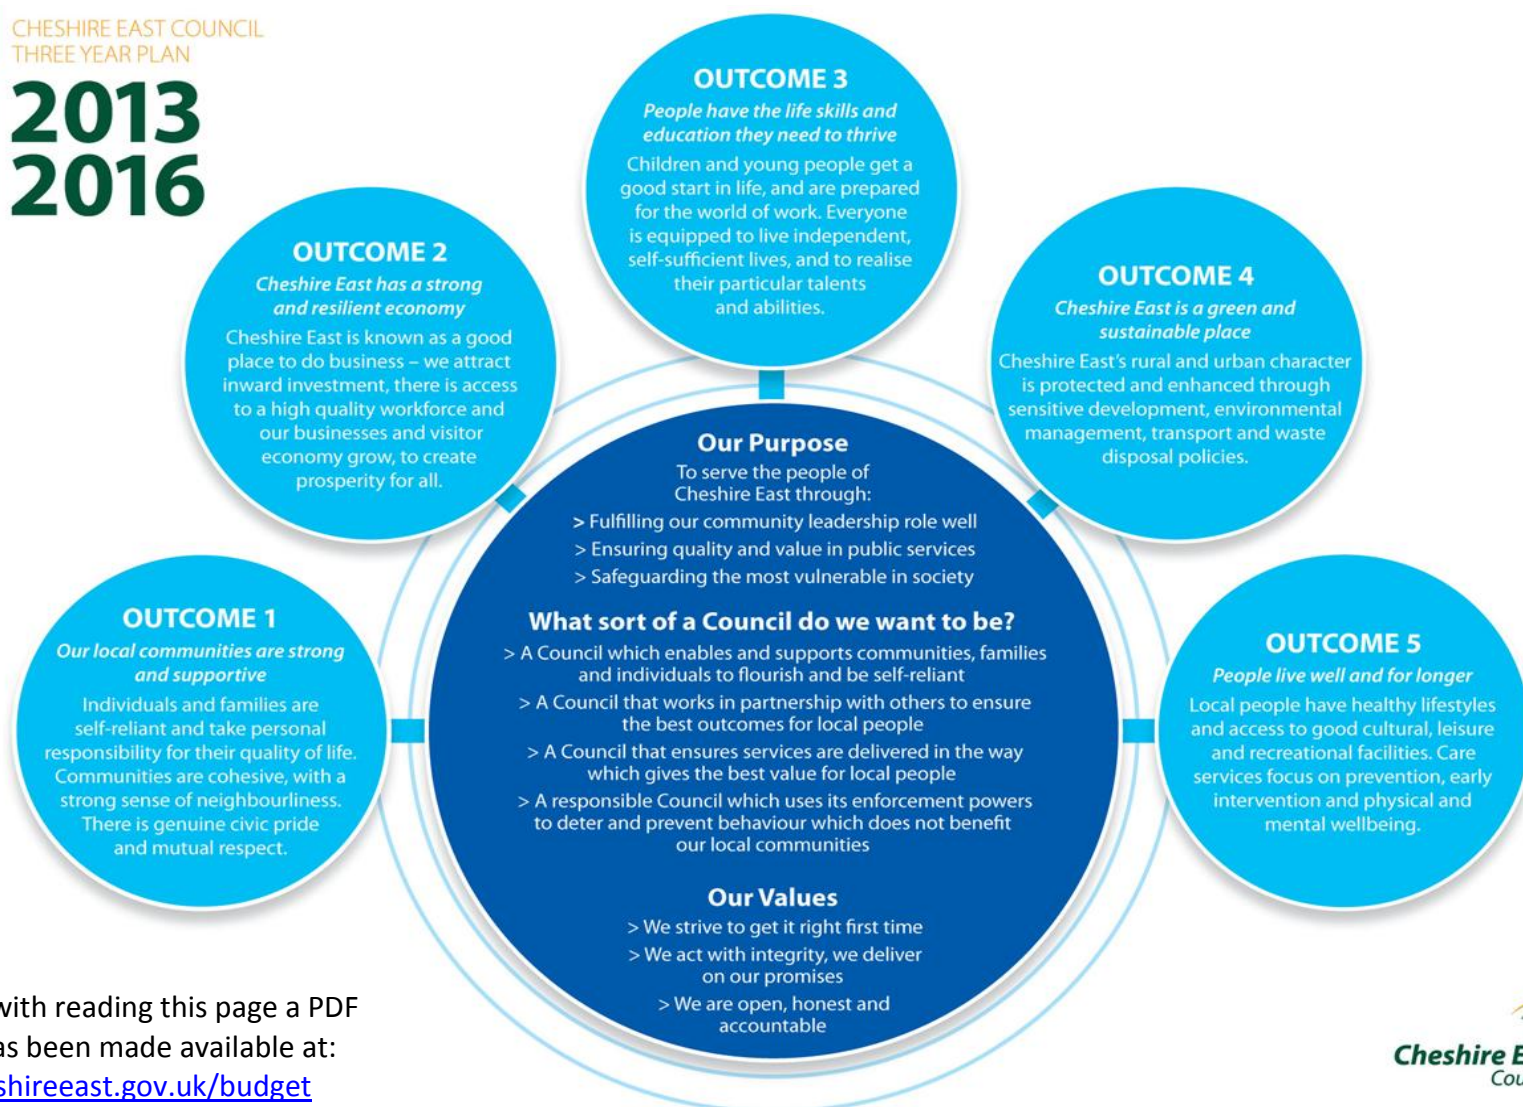 CHESHIRE EAST COUNCIL
THREE YEAR PLAN
2013
2016
OUTCOME 1
Our local communities are strong
and supportive
Individuals and families are
self-reliant and take personal
responsibility for their quality of life.
Communities are cohesive, with a
strong sense of neighbourliness.
There is genuine civic pride
and mutual respect.
OUTCOME 2
Cheshire East has a strong
and resilient economy
Cheshire East is known as a good
place to do business – we attract
inward investment, there is access
to a high quality workforce and
our businesses and visitor
economy grow, to create
prosperity for all.
OUTCOME 3
People have the life skills and
education they need to thrive
Children and young people get a
good start in life, and are prepared
for the world of work. Everyone
is equipped to live independent,
self-sufficient lives, and to realise
their particular talents
and abilities.
OUTCOME 4
Cheshire East is a green and
sustainable place
Cheshire East's rural and urban character
is protected and enhanced through
sensitive development, environmental
management, transport and waste
disposal policies.
OUTCOME 5
People live well and for longer
Local people have healthy lifestyles
and access to good cultural, leisure
and recreational facilities. Care
services focus on prevention, early
intervention and physical and
mental wellbeing.
Our Purpose
To serve the people of
Cheshire East through:
> Fulfilling our community leadership role well
> Ensuring quality and value in public services
> Safeguarding the most vulnerable in society
What sort of a Council do we want to be?
> A Council which enables and supports communities, families
and individuals to flourish and be self-reliant
> A Council that works in partnership with others to ensure
the best outcomes for local people
> A Council that ensures services are delivered in the way
which gives the best value for local people
> A responsible Council which uses its enforcement powers
to deter and prevent behaviour which does not benefit
our local communities
Our Values
> We strive to get it right first time
> We act with integrity, we deliver
on our promises
> We are open, honest and
accountable
with reading this page a PDF
as been made available at:
shireeast.gov.uk/budget
Cheshire E
Cou